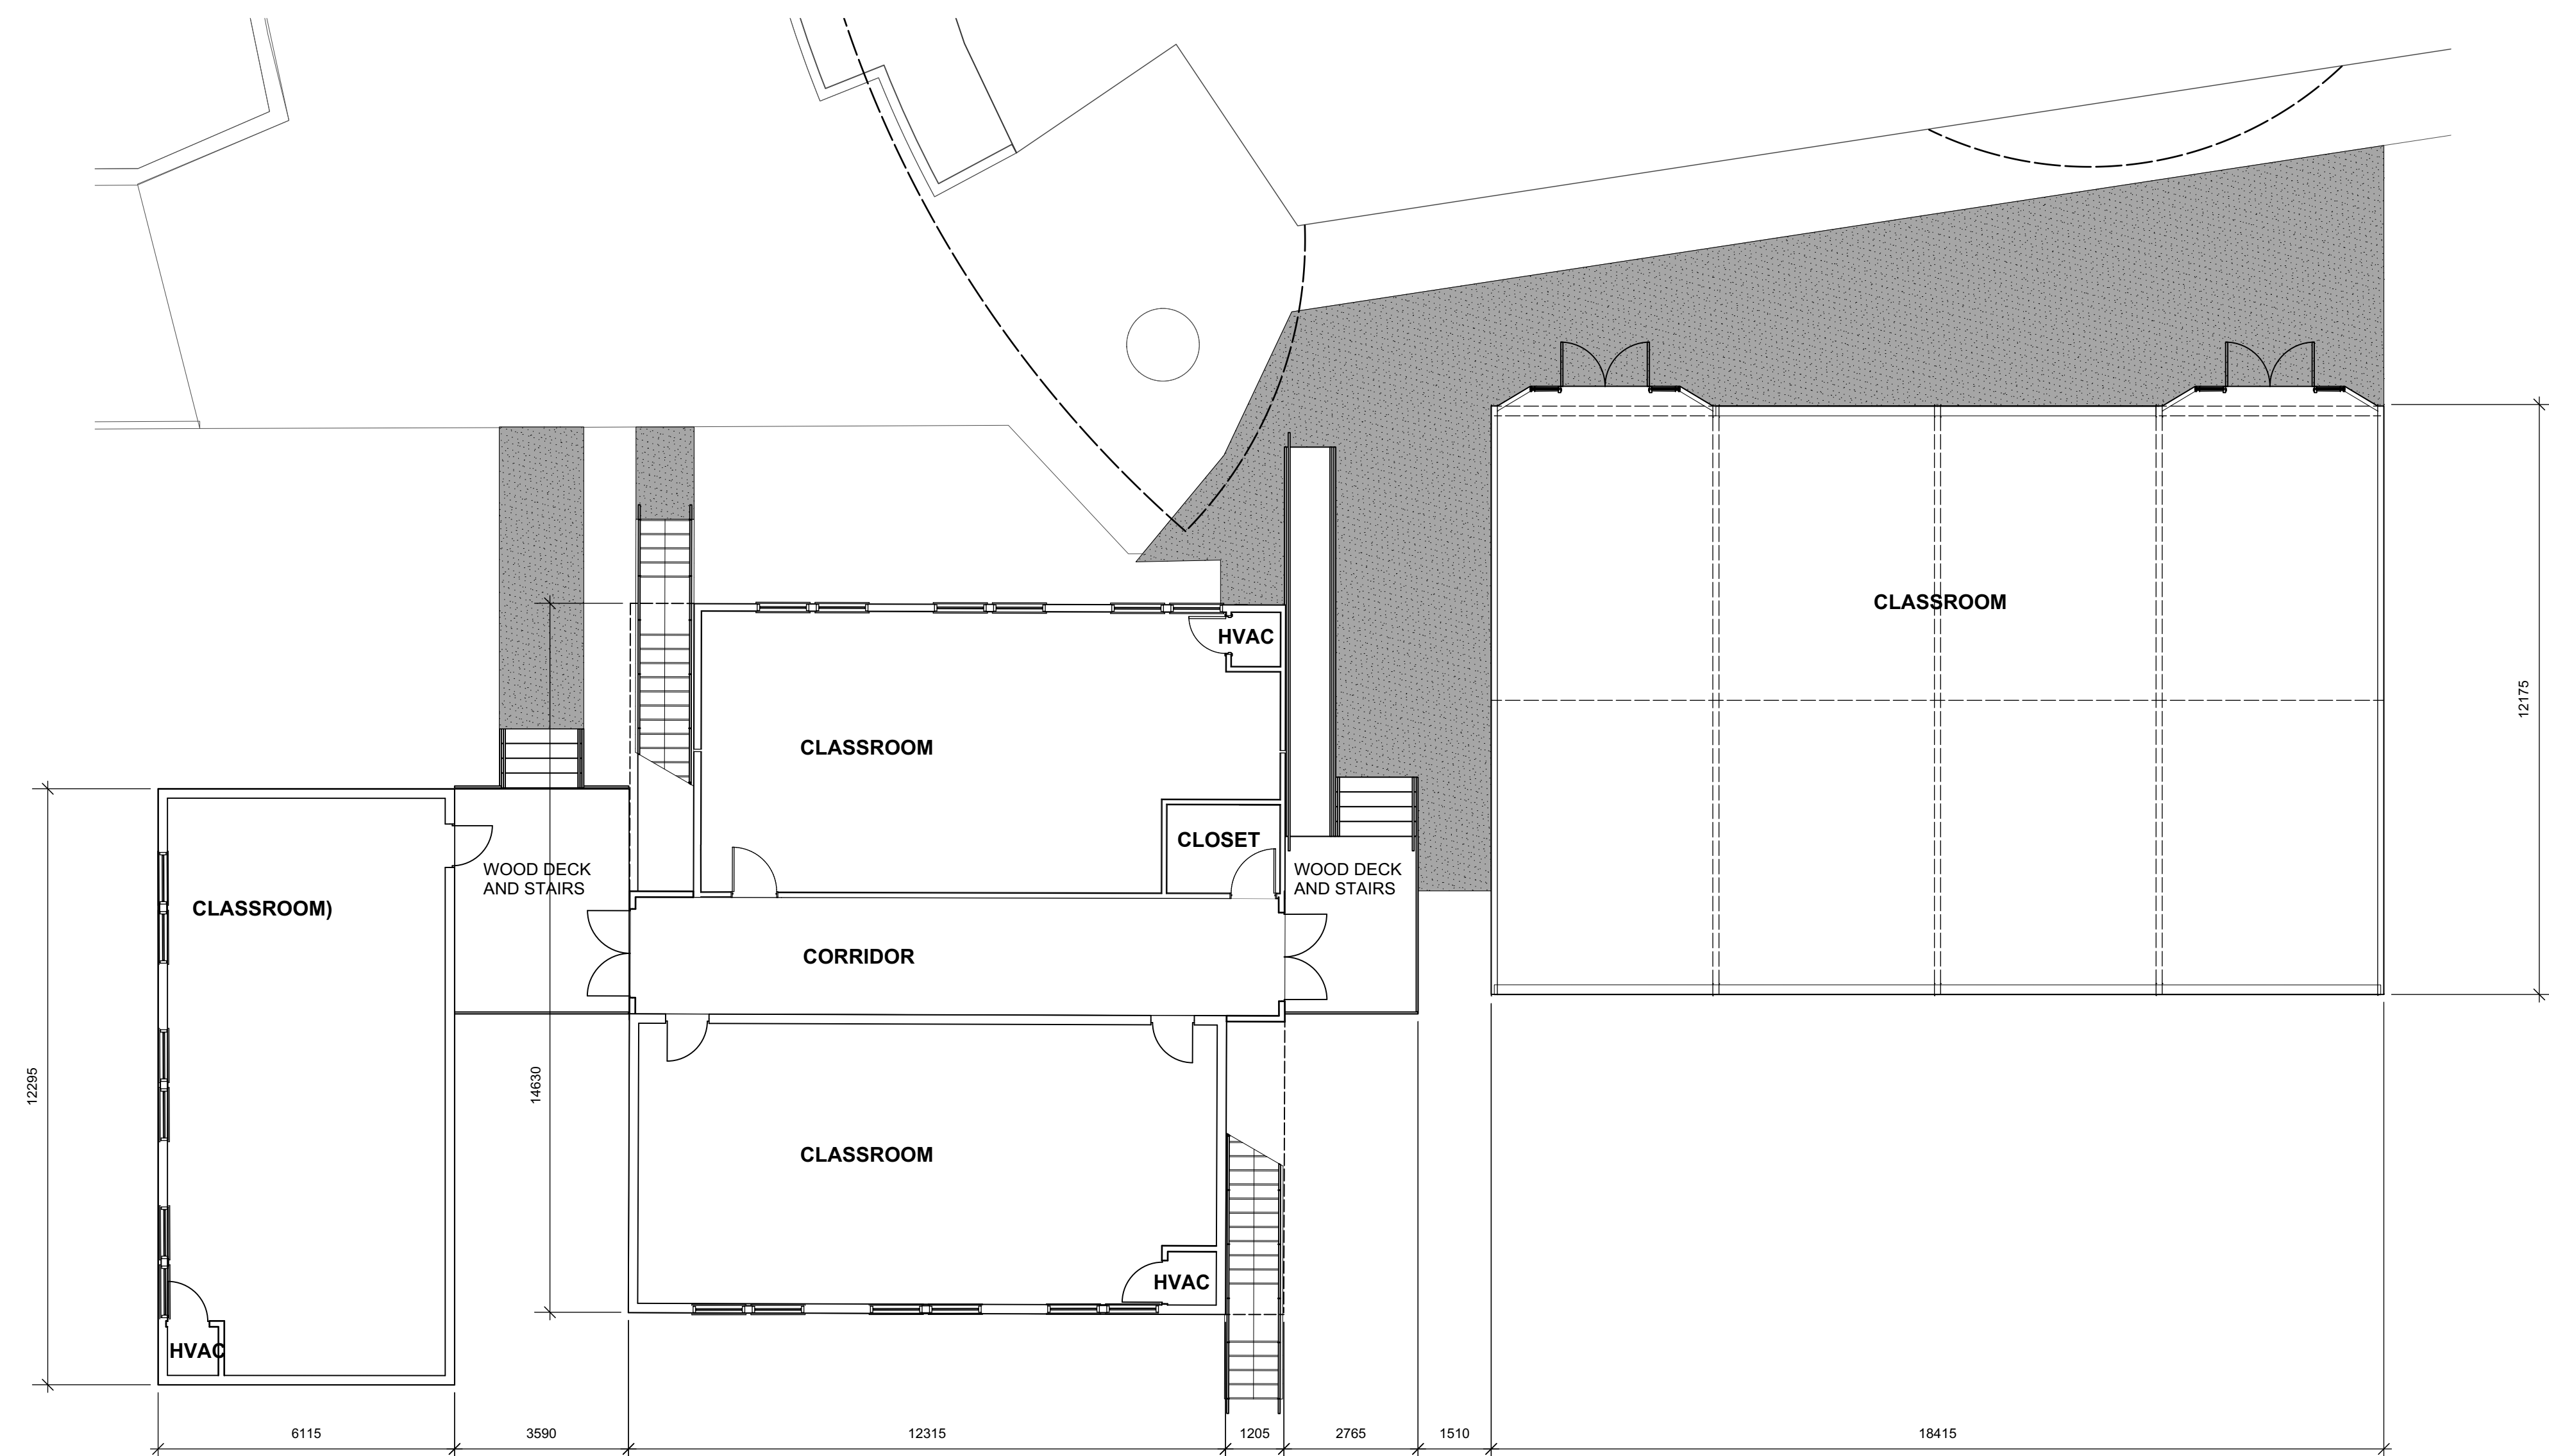 CLASSROOM
HVAC
12175
CLASSROOM
CLOSET
WOOD DECK
AND STAIRS
WOOD DECK
AND STAIRS
CLASSROOM)
CORRIDOR
12295
14630
CLASSROOM
HVAC
HVAC
6115
3590
12315
1205
2765
1510
18415